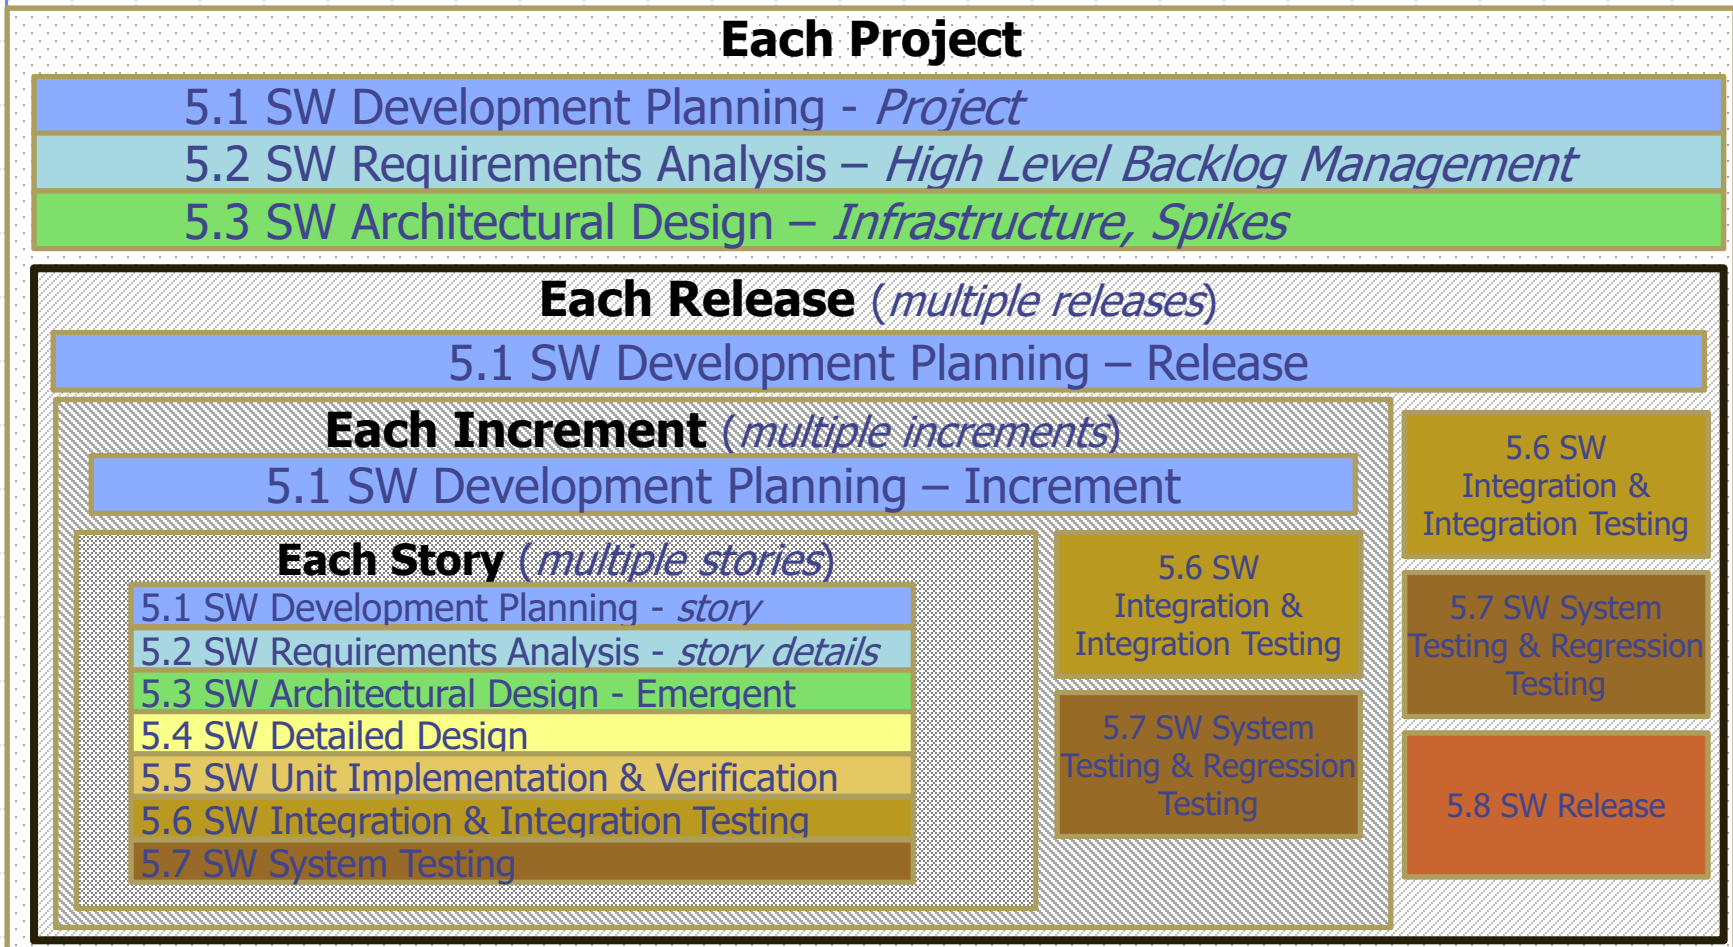 Each Project
5.1 SW Development Planning - Project
5.2 SW Requirements Analysis – High Level Backlog Management
5.3 SW Architectural Design – Infrastructure, Spikes
Each Release (multiple releases)
5.1 SW Development Planning – Release
Each Increment (multiple increments)
5.1 SW Development Planning – Increment
Each Story (multiple stories)
5.1 SW Development Planning - story
5.2 SW Requirements Analysis - story details
5.3 SW Architectural Design - Emergent
5.4 SW Detailed Design
5.5 SW Unit Implementation & Verification
5.6 SW Integration & Integration Testing
5.7 SW System Testing
5.6 SW
Integration &
Integration Testing
5.7 SW System
Testing & Regression
Testing
5.6 SW
Integration &
Integration Testing
5.7 SW System
Testing & Regression
Testing
5.8 SW Release